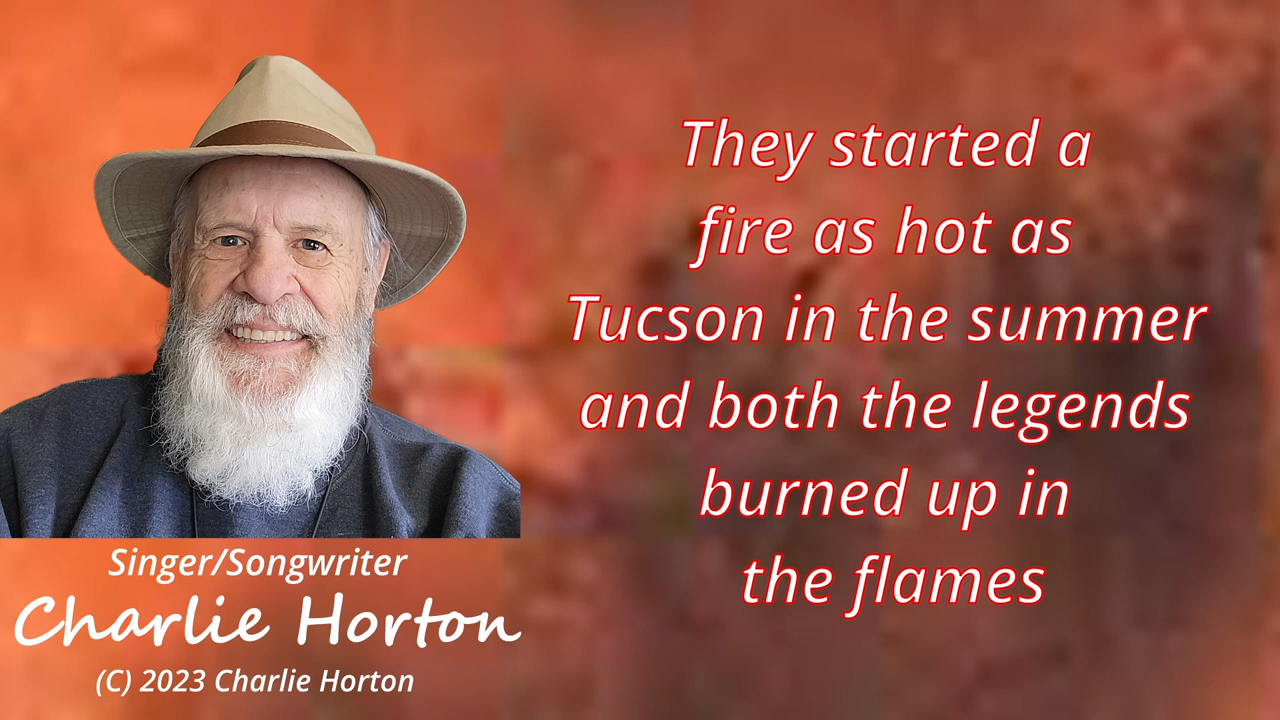 They started a
fire as hot as
Tucson in the summer
and both the legends
burned up in
the flames
Singer/Songwriter
Charlie Horton
(C) 2023 Charlie Horton